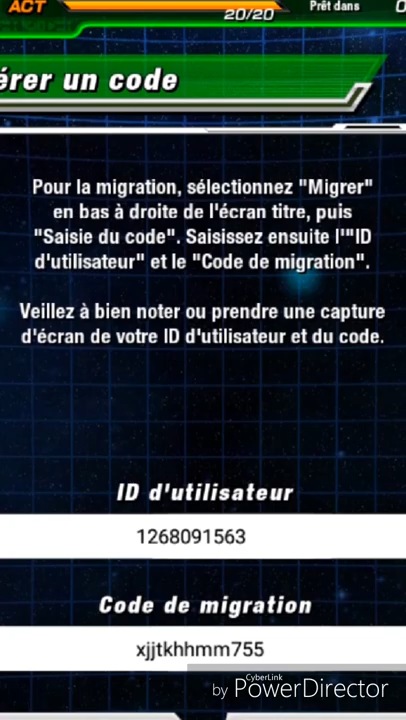 ACT
20/20
Prêt dans
érer un code
Pour la migration, sélectionnez "Migrer"
en bas à droite de l'écran titre, puis
"Saisie du code". Saisissez ensuite l'"ID
d'utilisateur" et le "Code de migration".
Veillez à bien noter ou prendre une capture
d'écran de votre ID d'utilisateur et du code.
ID d'utilisateur
1268091563
Code de migration
xjjtkhhmm755
by CyberLink PowerDirector